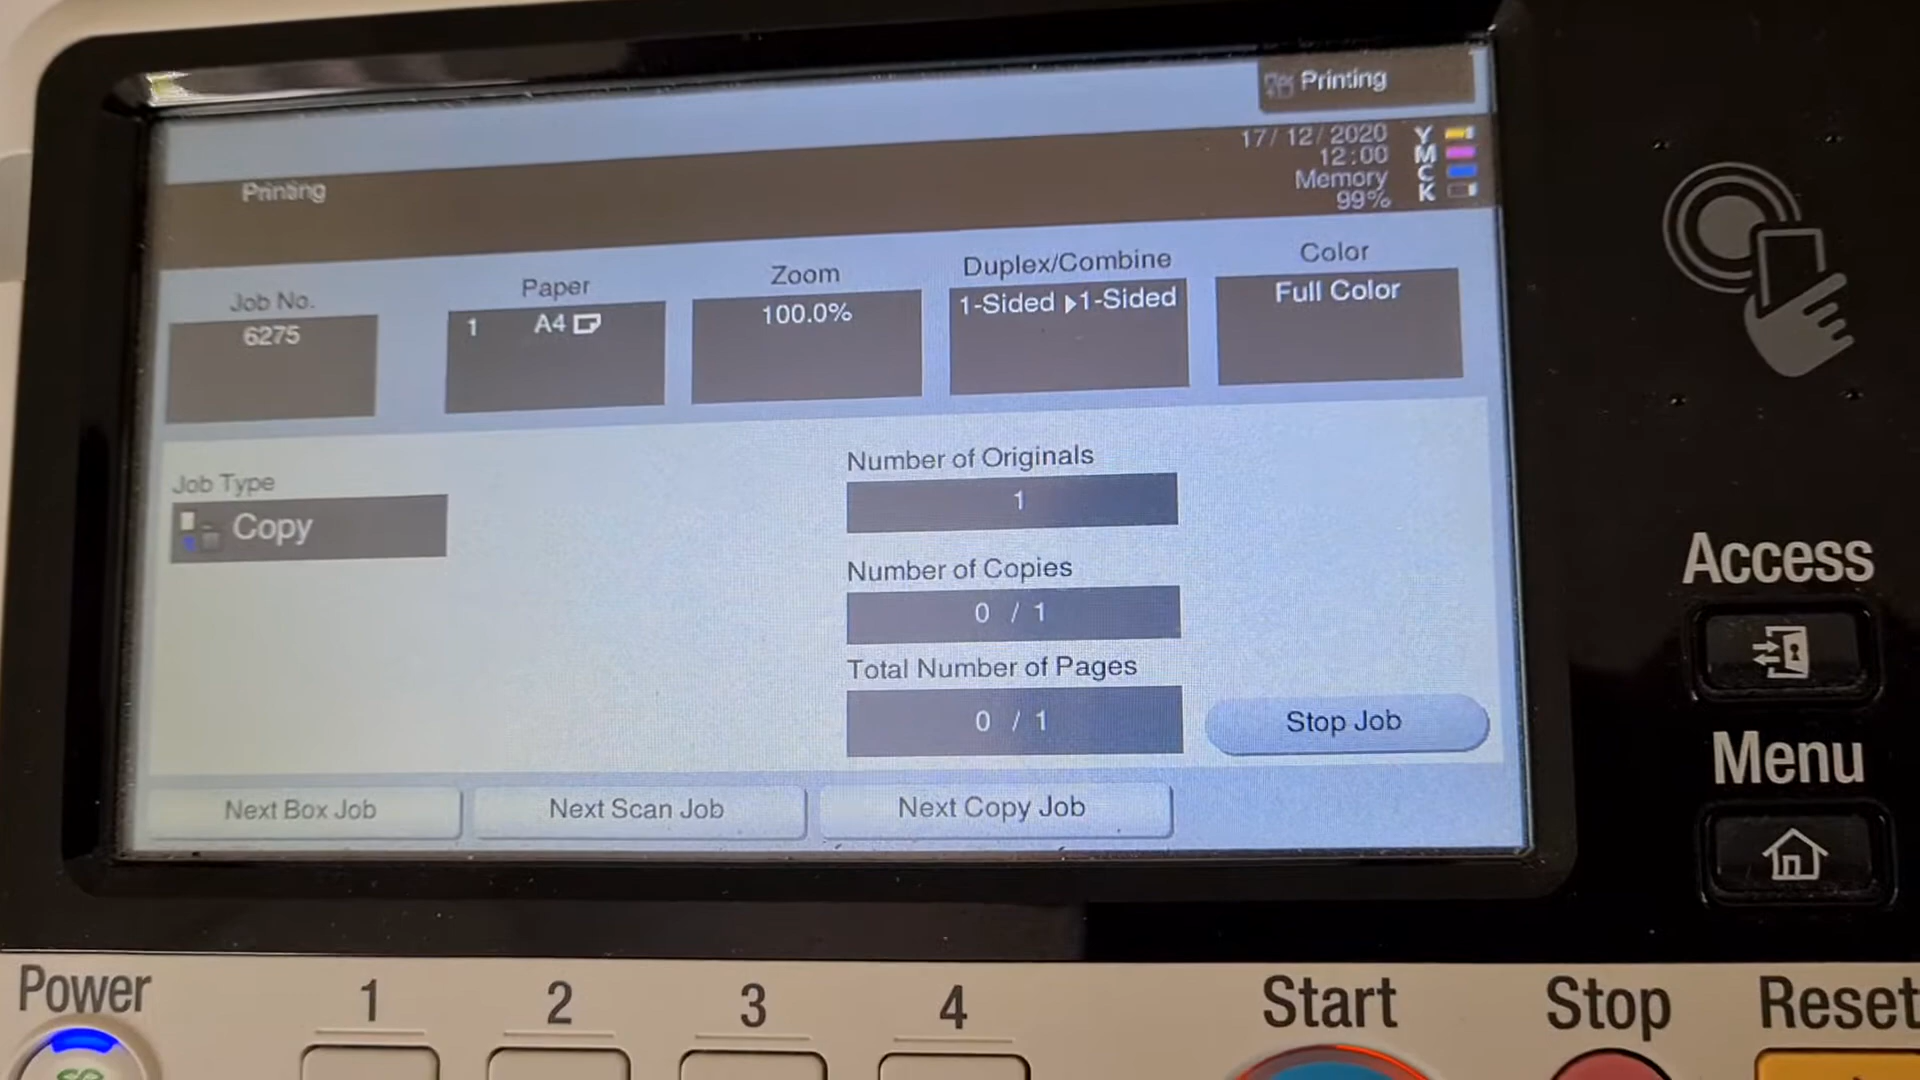 Printing
17/12/2020
12:00
Memory
99%
Y
M
C
K
Printing
Job No.
6275
Paper
1 A4
Zoom
100.0%
Duplex/Combine
1-Sided ▸1-Sided
Color
Full Color
Job Type
Copy
Number of Originals
1
Number of Copies
0 / 1
Total Number of Pages
0 / 1
Stop Job
Next Box Job
Next Scan Job
Next Copy Job
Access
Menu
Power
1
2
3
4
Start
Stop
Reset